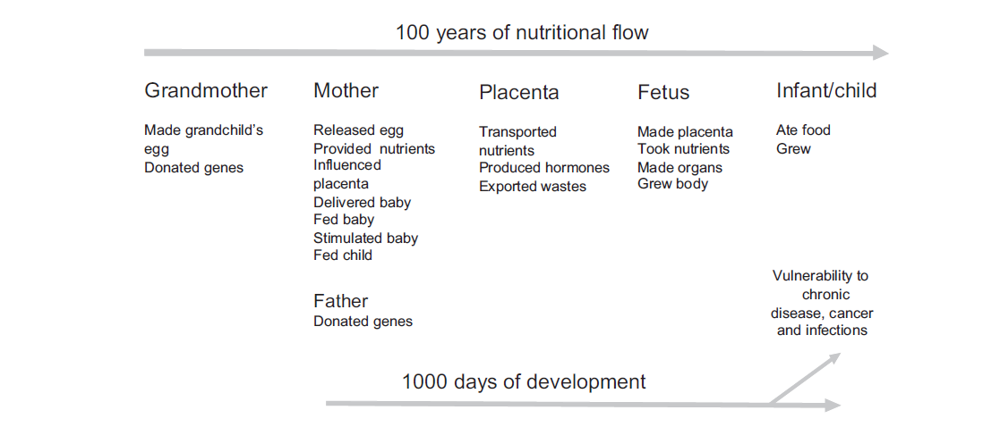 100 years of nutritional flow
Grandmother
Made grandchild's
egg
Donated genes
Mother
Released egg
Provided nutrients
Influenced
placenta
Delivered baby
Fed baby
Stimulated baby
Fed child
Father
Donated genes
Placenta
Transported
nutrients
Produced hormones
Exported wastes
Fetus
Made placenta
Took nutrients
Made organs
Grew body
Infant/child
Ate food
Grew
Vulnerability to
chronic
disease, cancer
and infections
1000 days of development